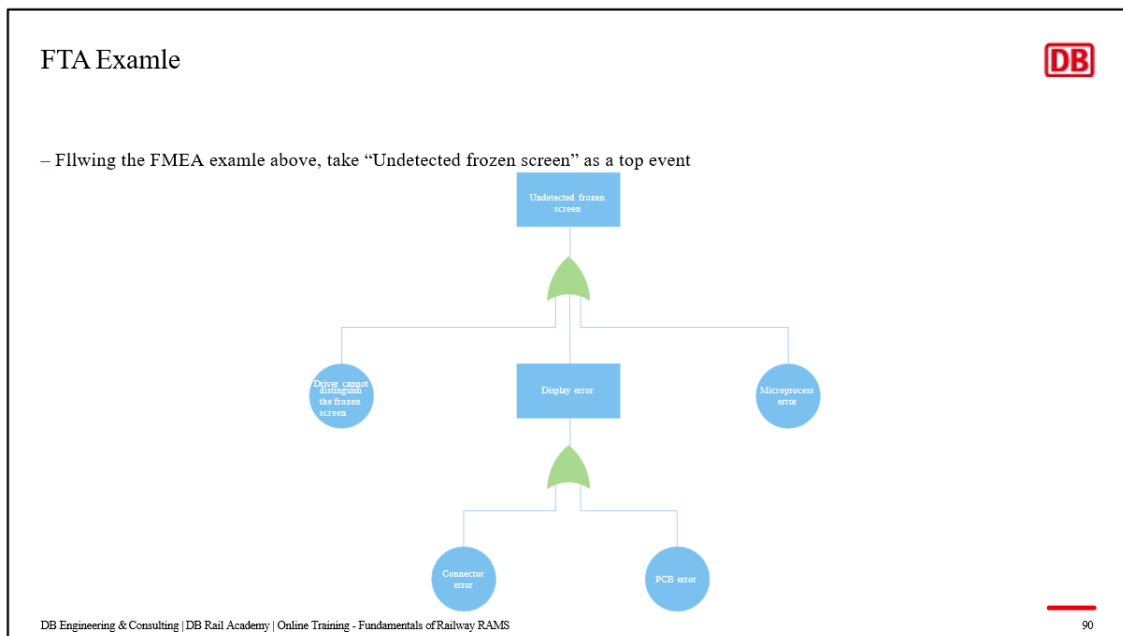 FTA Examle
DB
– Fllwing the FMEA examle above, take “Undetected frozen screen” as a top event
Undetected frozen
screen
Driver cannot
distinguish
the frozen
screen
Display error
Microprocess
error
Connector
error
PCB error
DB Engineering & Consulting | DB Rail Academy | Online Training - Fundamentals of Railway RAMS
90